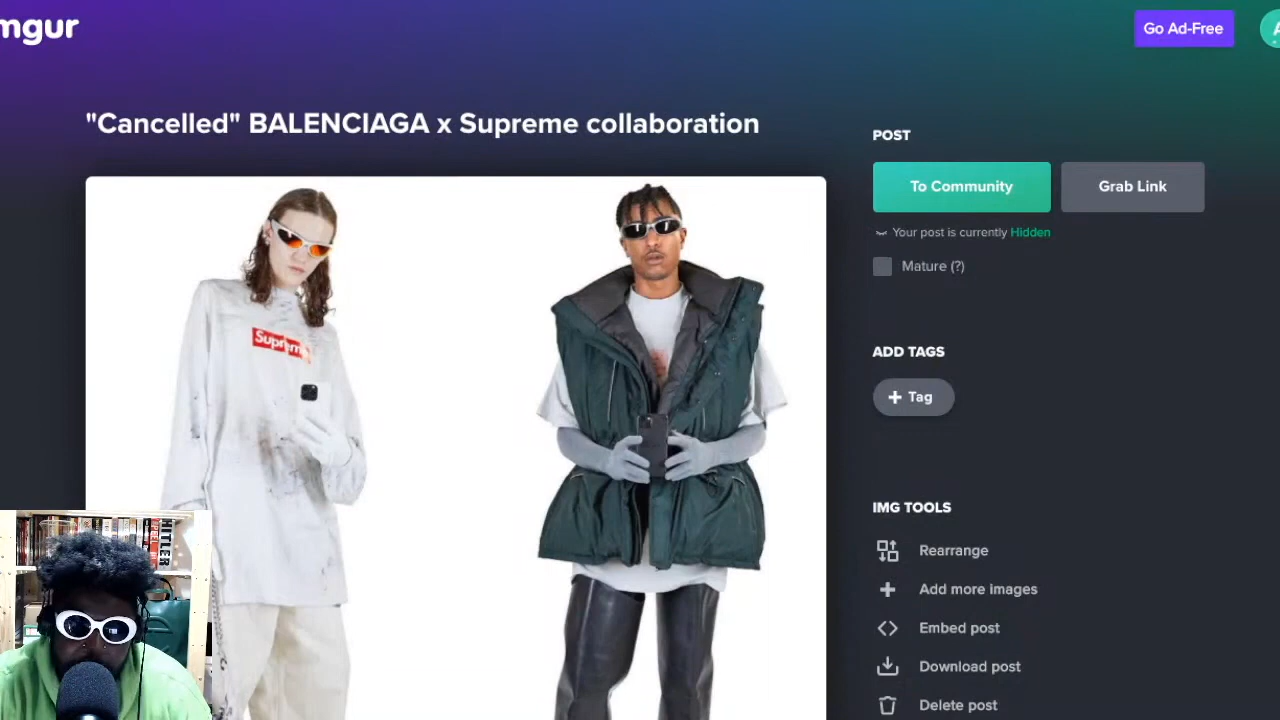 mgur
Go Ad-Free
"Cancelled" BALENCIAGA x Supreme collaboration
POST
To Community
Grab Link
Your post is currently Hidden
Mature (?)
ADD TAGS
+ Tag
IMG TOOLS
Rearrange
Add more images
Embed post
Download post
Delete post
Supreme
HITLER